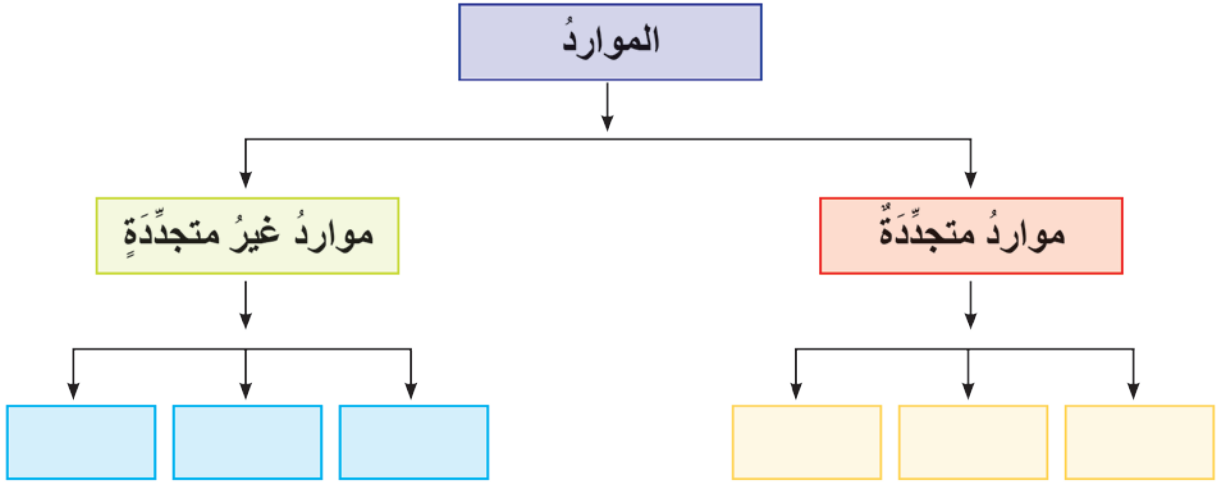 المواردُ
مواردُ متجدِّدَةٌ
مواردُ غيرُ متجدِّدَةٍ